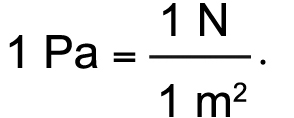 1 Pa = 1 N / 1 m².